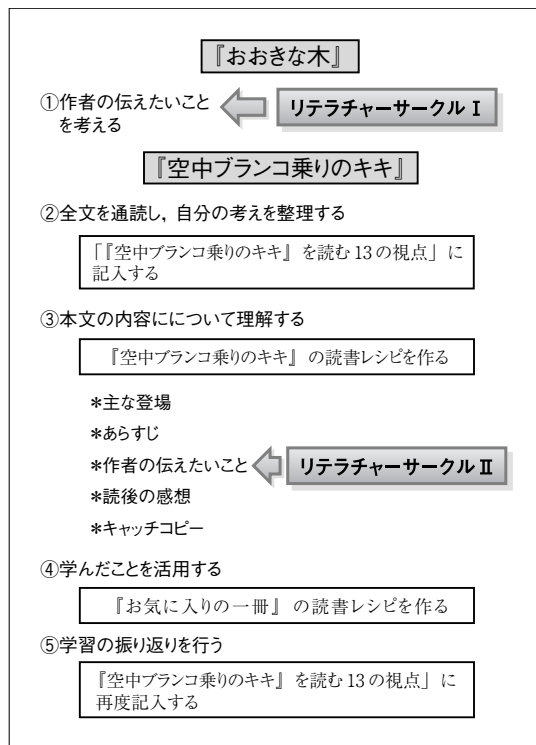 『おおきな木』
①作者の伝えたいこと
を考える
リテラチャーサークル Ⅰ
『空中ブランコ乗りのキキ』
②全文を通読し，自分の考えを整理する
「『空中ブランコ乗りのキキ』を読む 13 の視点」に
記入する
③本文の内容にについて理解する
『空中ブランコ乗りのキキ』の読書レシピを作る
*主な登場
*あらすじ
*作者の伝えたいこと
リテラチャーサークル Ⅱ
*読後の感想
*キャッチコピー
④学んだことを活用する
『お気に入りの一冊』の読書レシピを作る
⑤学習の振り返りを行う
『空中ブランコ乗りのキキ』を読む 13 の視点」に
再度記入する